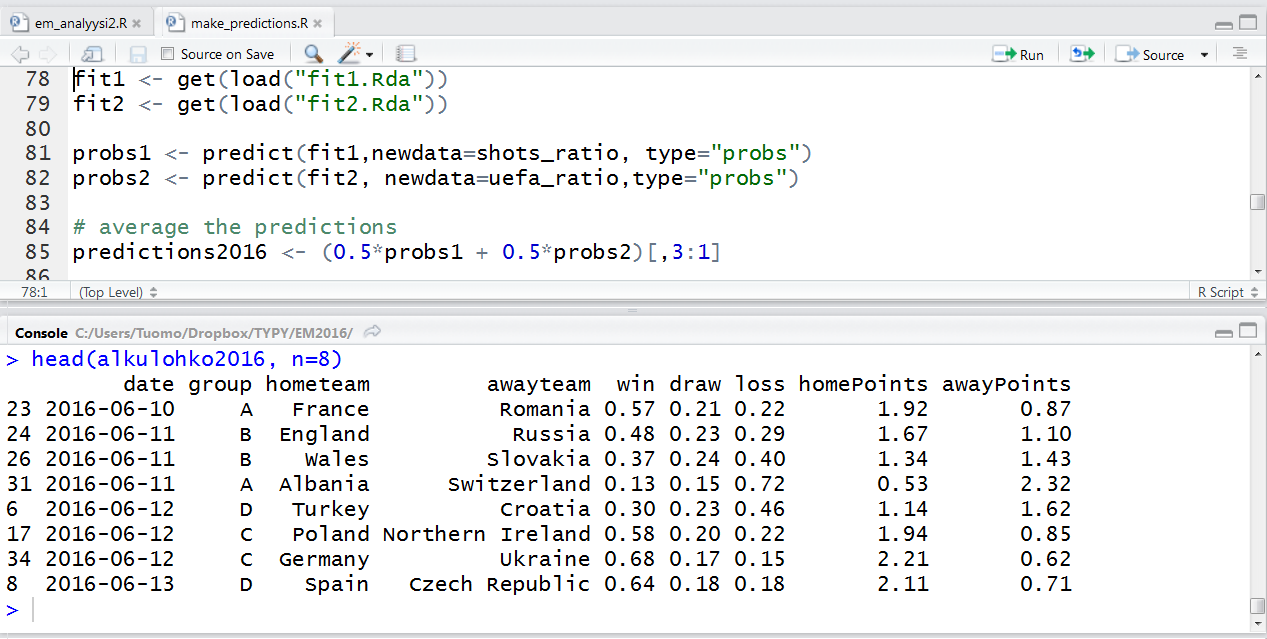 em_analyysi2.R make_predictions.R
Source on Save Run Source
78 fit1 <- get(load("fit1.Rda"))
79 fit2 <- get(load("fit2.Rda"))
80
81 probs1 <- predict(fit1,newdata=shots_ratio, type="probs")
82 probs2 <- predict(fit2, newdata=uefa_ratio,type="probs")
83
84 # average the predictions
85 predictions2016 <- (0.5*probs1 + 0.5*probs2)[,3:1]
86
78:1 (Top Level) R Script
Console C:/Users/Tuomo/Dropbox/TYPY/EM2016/
> head(alkulohko2016, n=8)
date group hometeam awayteam win draw loss homePoints awayPoints
23 2016-06-10 A France Romania 0.57 0.21 0.22 1.92 0.87
24 2016-06-11 B England Russia 0.48 0.23 0.29 1.67 1.10
26 2016-06-11 B Wales Slovakia 0.37 0.24 0.40 1.34 1.43
31 2016-06-11 A Albania Switzerland 0.13 0.15 0.72 0.53 2.32
6 2016-06-12 D Turkey Croatia 0.30 0.23 0.46 1.14 1.62
17 2016-06-12 C Poland Northern Ireland 0.58 0.20 0.22 1.94 0.85
34 2016-06-12 C Germany Ukraine 0.68 0.17 0.15 2.21 0.62
8 2016-06-13 D Spain Czech Republic 0.64 0.18 0.18 2.11 0.71
>